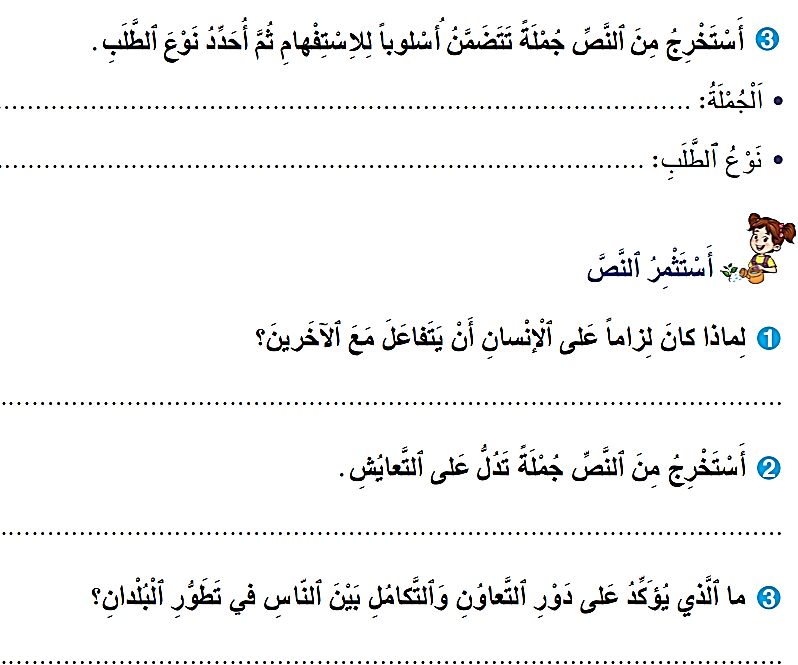 3 أَسْتَخْرِجُ مِنَ ٱلنَّصِّ جُمْلَةً تَتَضَمَّنُ أُسْلوباً لِلاِسْتِفْهامِ ثُمَّ أُحَدِّدُ نَوْعَ ٱلطَّلَبِ.
• اَلْجُمْلَةُ: ......................................................................................
• نَوْعُ ٱلطَّلَبِ: ................................................................................
أَسْتَثْمِرُ ٱلنَّصَّ
1 لِماذا كانَ لِزاماً عَلى ٱلْإِنْسانِ أَنْ يَتَفاعَلَ مَعَ ٱلآخَرينَ؟
..................................................................................................
2 أَسْتَخْرِجُ مِنَ ٱلنَّصِّ جُمْلَةً تَدُلُّ عَلى ٱلتَّعايُشِ.
..................................................................................................
3 ما ٱلَّذي يُؤَكِّدُ عَلى دَوْرِ ٱلتَّعاوُنِ وَٱلتَّكامُلِ بَيْنَ ٱلنّاسِ في تَطَوُّرِ ٱلْبُلْدانِ؟
..................................................................................................